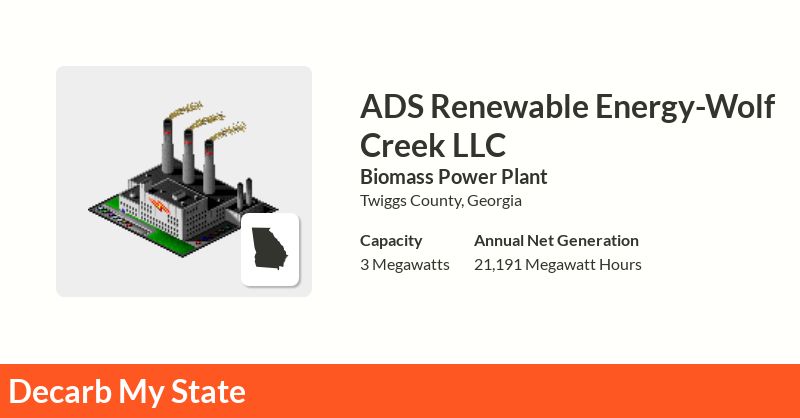 ADS Renewable Energy-Wolf
Creek LLC
Biomass Power Plant
Twiggs County, Georgia
Capacity
3 Megawatts
Annual Net Generation
21,191 Megawatt Hours
Decarb My State